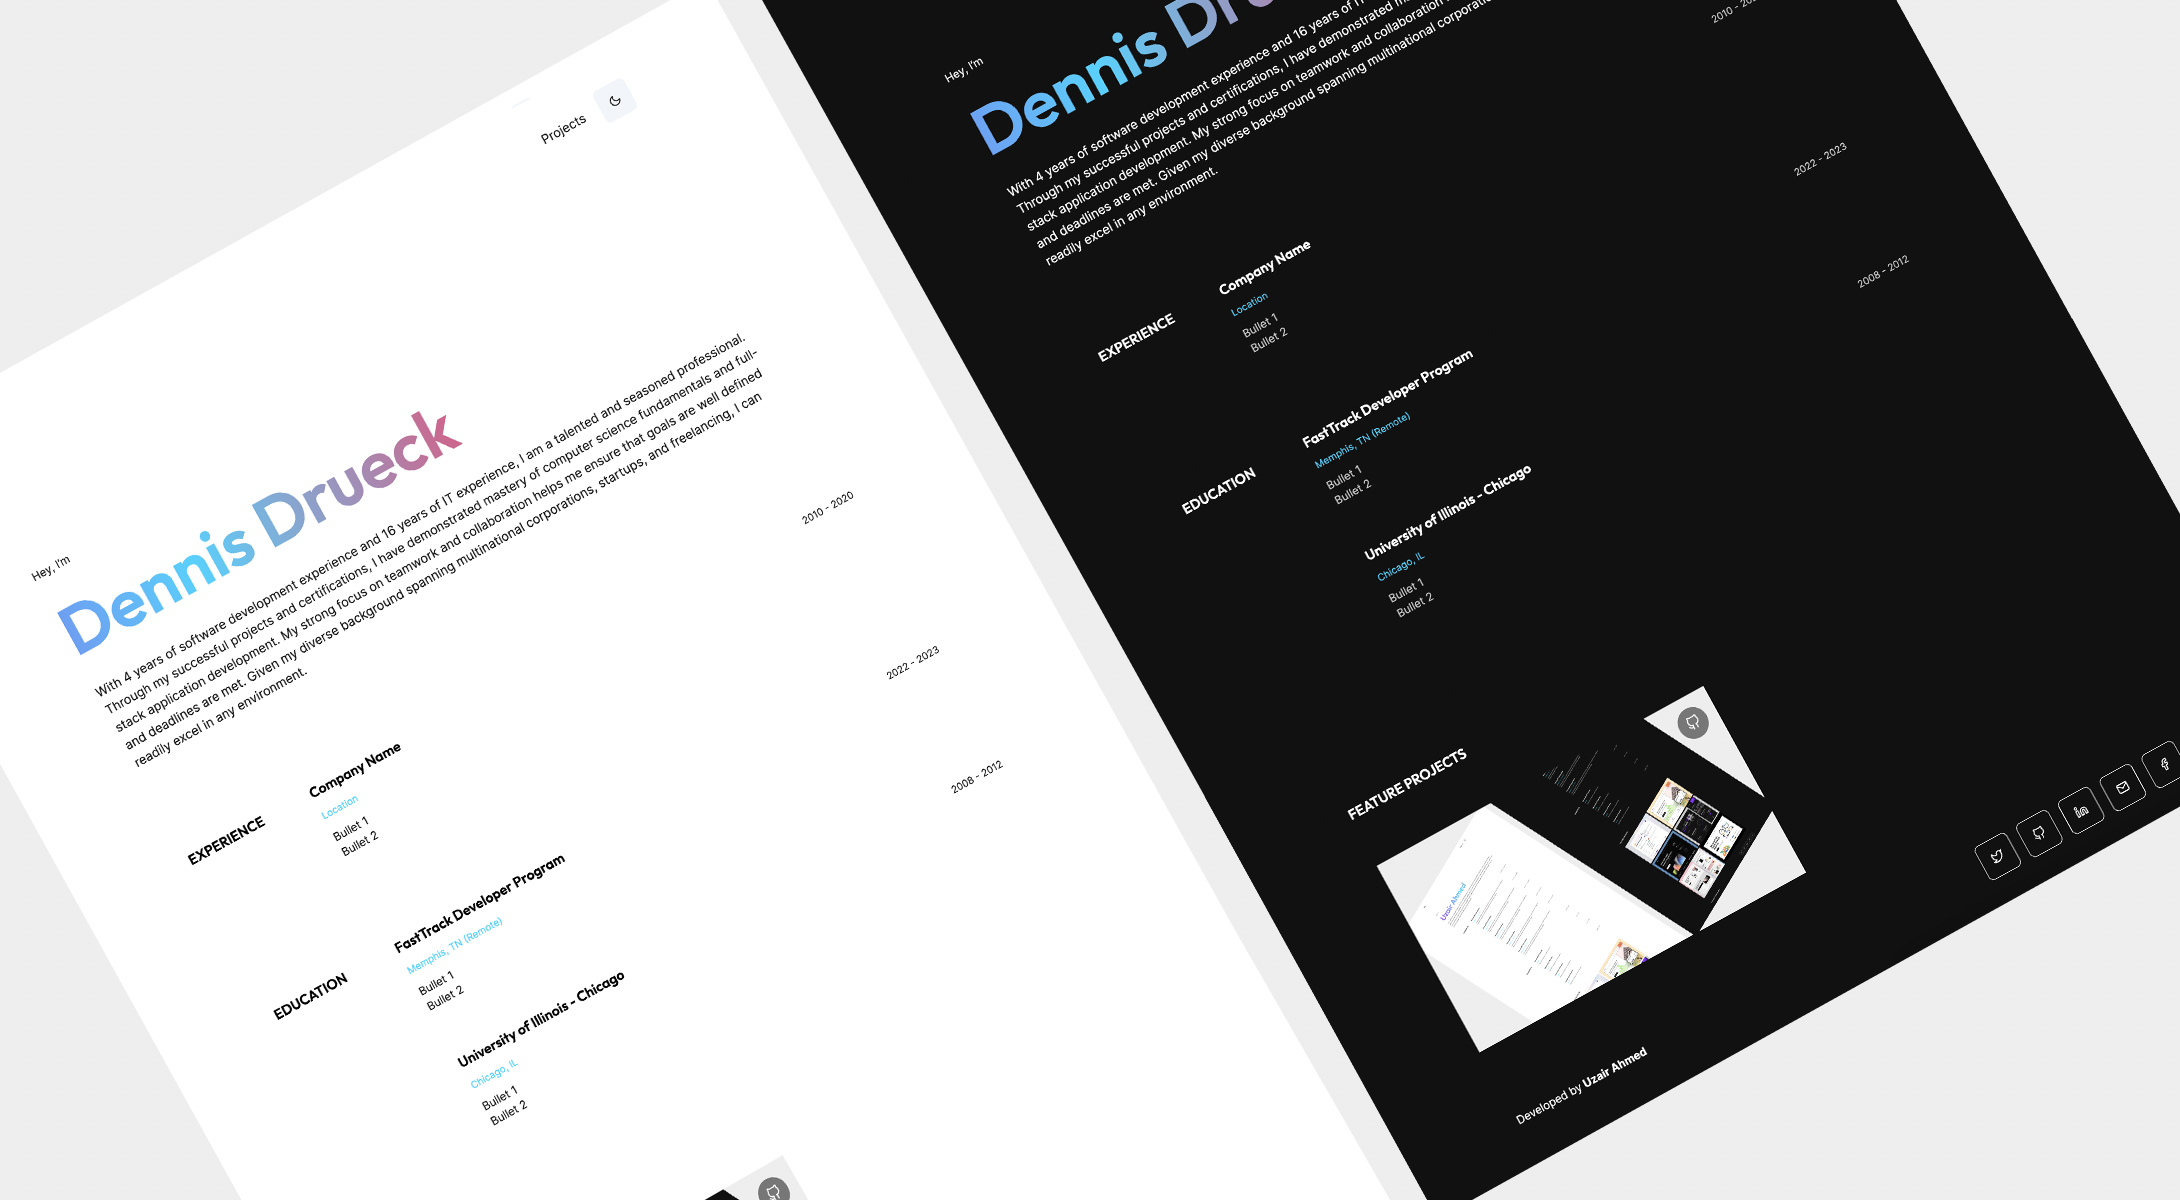 Projects
Hey, I'm
Dennis Drueck
With 4 years of software development experience and 16 years of IT experience, I am a talented and seasoned professional.
Through my successful projects and certifications, I have demonstrated mastery of computer science fundamentals and full-
stack application development. My strong focus on teamwork and collaboration helps me ensure that goals are well defined
and deadlines are met. Given my diverse background spanning multinational corporations, startups, and freelancing, I can
readily excel in any environment.
EXPERIENCE
Company Name
2010 - 2020
Location
Bullet 1
Bullet 2
EDUCATION
FastTrack Developer Program
2022 - 2023
Memphis, TN (Remote)
Bullet 1
Bullet 2
University of Illinois - Chicago
2008 - 2012
Chicago, IL
Bullet 1
Bullet 2
Hey, I'm
Dennis
With 4 years of software development experience and 16 years of
Through my successful projects and certifications, I have demonstrated
stack application development. My strong focus on teamwork and collaboration
and deadlines are met. Given my diverse background spanning multinational
readily excel in any environment.
EXPERIENCE
Company Name
2010 -
Location
Bullet 1
Bullet 2
EDUCATION
FastTrack Developer Program
2022 - 2023
Memphis, TN (Remote)
Bullet 1
Bullet 2
University of Illinois - Chicago
2008 - 2012
Chicago, IL
Bullet 1
Bullet 2
FEATURE PROJECTS
Uzair Ahmed
Developed by Uzair Ahmed